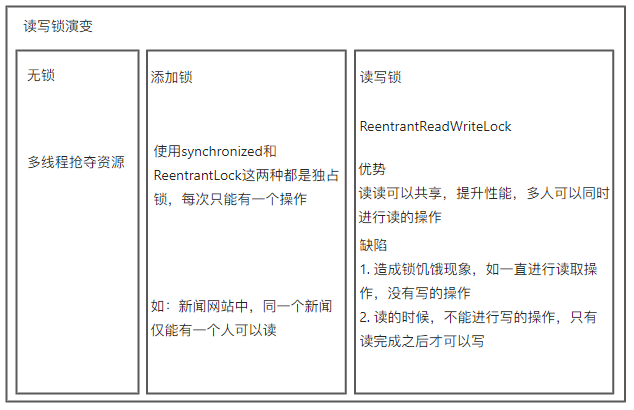 读写锁演变
无锁
多线程抢夺资源
添加锁
使用synchronized和
ReentrantLock这两种都是独占
锁，每次只能有一个操作
如：新闻网站中，同一个新闻
仅能有一个人可以读
读写锁
ReentrantReadWriteLock
优势
读读可以共享，提升性能，多人可以同时
进行读的操作
缺陷
1. 造成锁饥饿现象，如一直进行读取操
作，没有写的操作
2. 读的时候，不能进行写的操作，只有
读完成之后才可以写